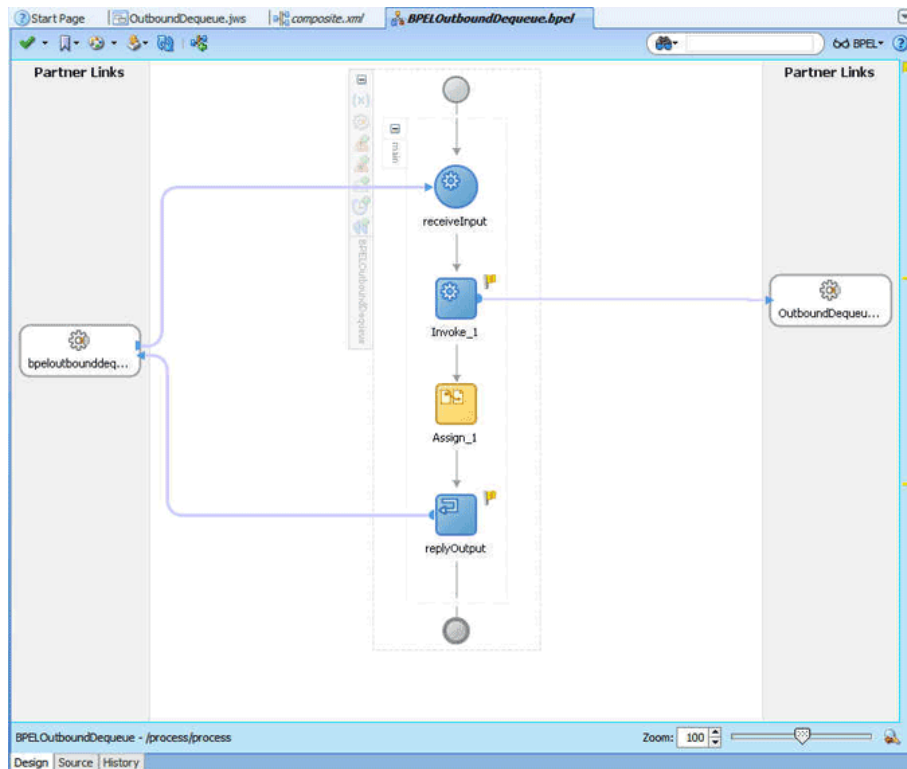 Start Page
OutboundDequeue.jws
composite.xml
BPELOutboundDequeue.bpel
BPEL
Partner Links
Partner Links
main
receiveInput
BPELOutboundDequeue
Invoke_1
OutboundDequeu...
bpeloutbounddeq...
Assign_1
replyOutput
BPELOutboundDequeue - /process/process
Zoom: 100
Design Source History